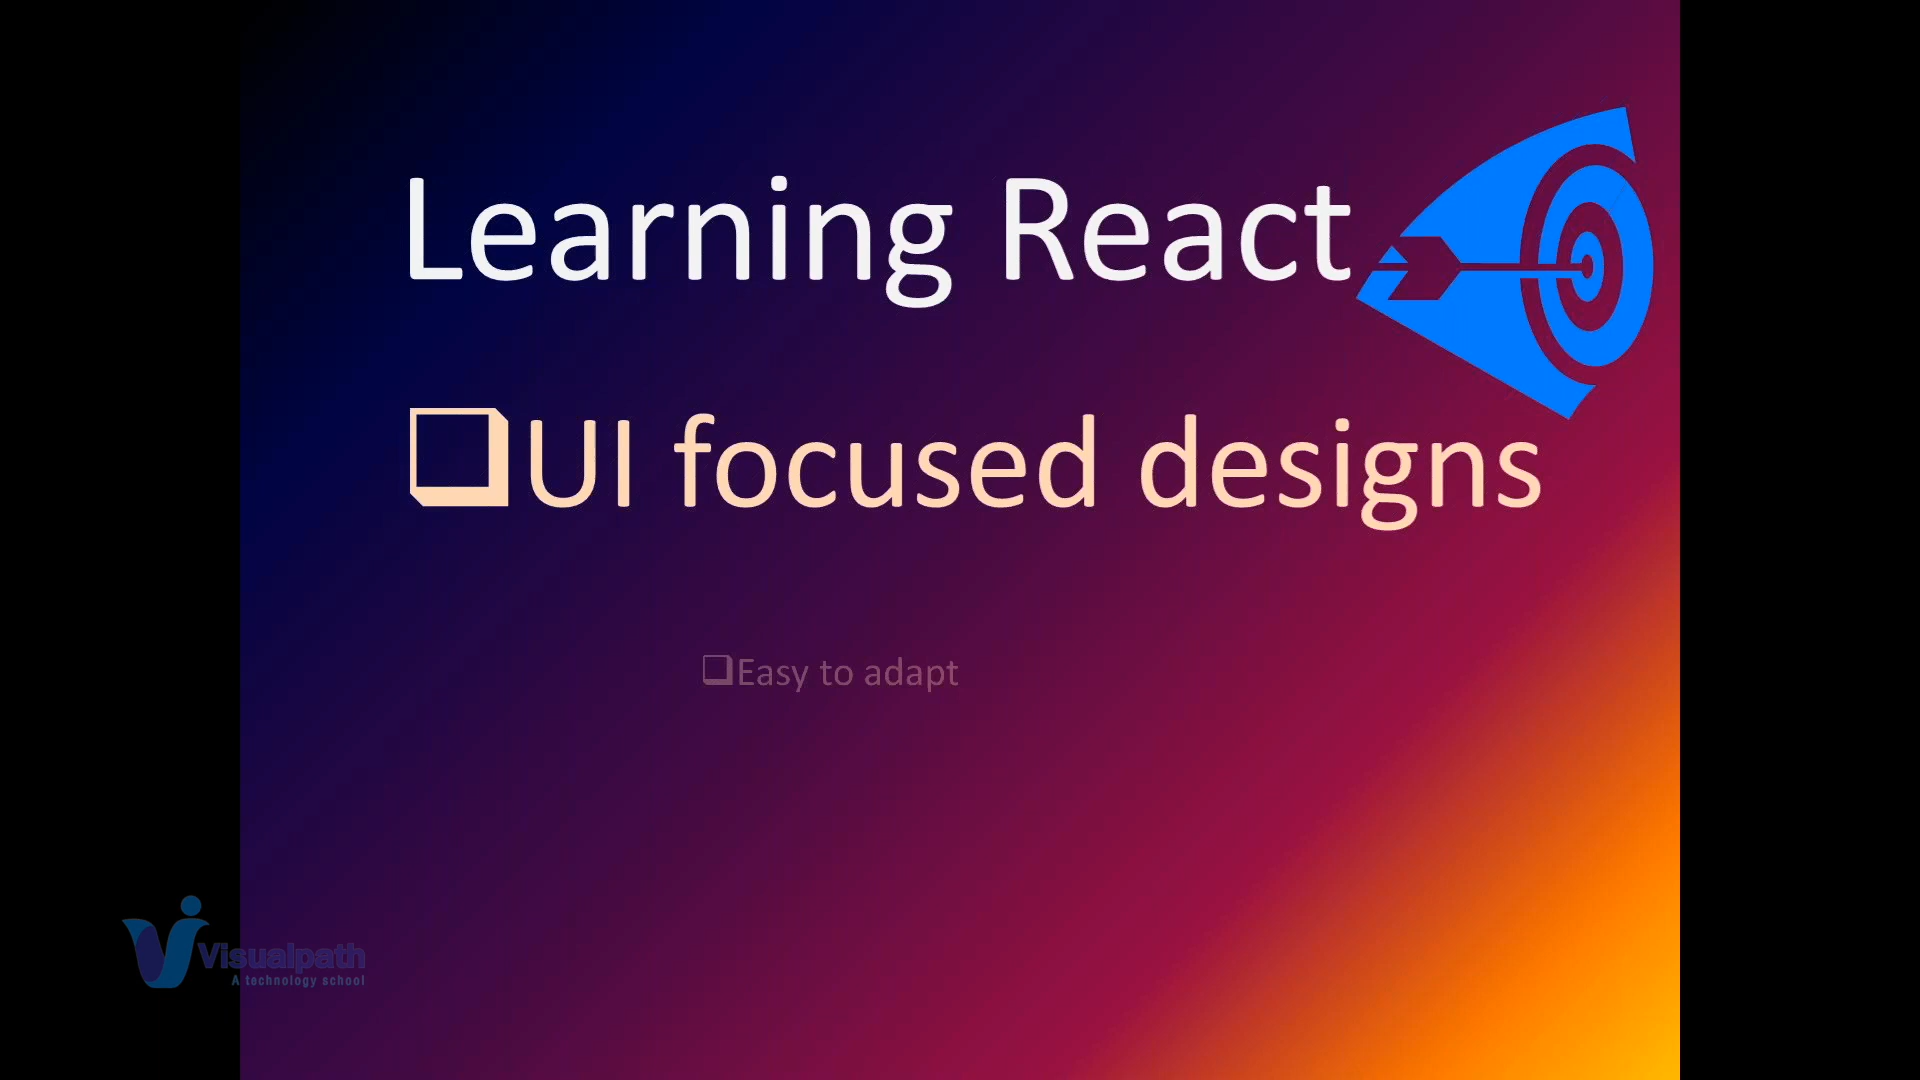 Learning React
❑UI focused designs
❑Easy to adapt
Visualpath
A technology school